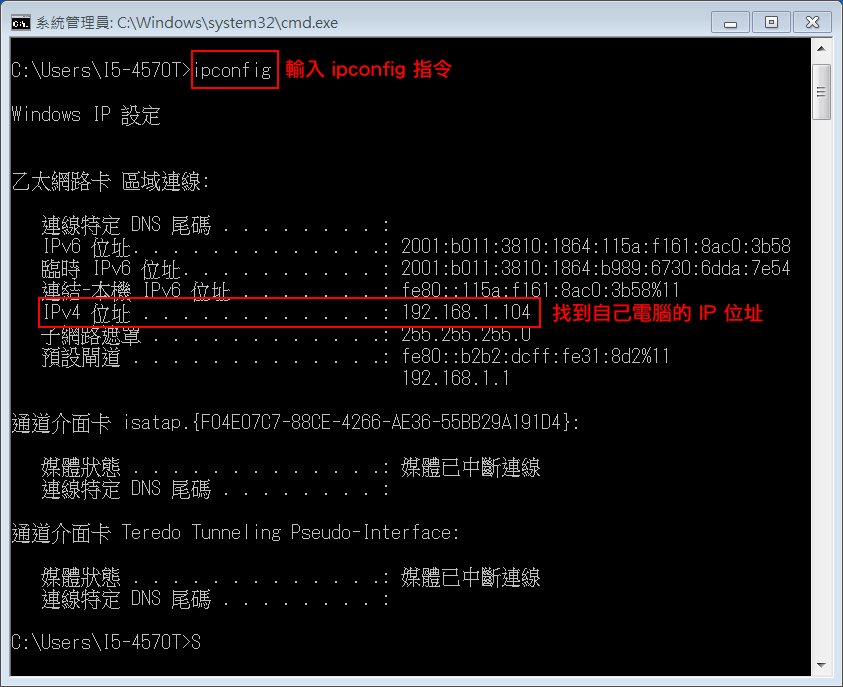 系統管理員: C:\Windows\system32\cmd.exe
C:\Users\I5-4570T>ipconfig 輸入 ipconfig 指令
Windows IP 設定
乙太網路卡 區域連線:
連線特定 DNS 尾碼 . . . . . . . . . :
IPv6 位址. . . . . . . . . . . . .: 2001:b011:3810:1864:115a:f161:8ac0:3b58
臨時 IPv6 位址. . . . . . . . . . .: 2001:b011:3810:1864:b989:6730:6dda:7e54
連結-本機 IPv6 位址 . . . . . . . .: fe80::115a:f161:8ac0:3b58%11
IPv4 位址 . . . . . . . . . . . . .: 192.168.1.104 找到自己電腦的 IP 位址
子網路遮罩 . . . . . . . . . . . .: 255.255.255.0
預設閘道 . . . . . . . . . . . . .: fe80::b2b2:dcff:fe31:8d2%11
192.168.1.1
通道介面卡 isatap.{F04E07C7-88CE-4266-AE36-55BB29A191D4}:
媒體狀態 . . . . . . . . . . . . .: 媒體已中斷連線
連線特定 DNS 尾碼 . . . . . . . . . :
通道介面卡 Teredo Tunneling Pseudo-Interface:
媒體狀態 . . . . . . . . . . . . .: 媒體已中斷連線
連線特定 DNS 尾碼 . . . . . . . . . :
C:\Users\I5-4570T>S